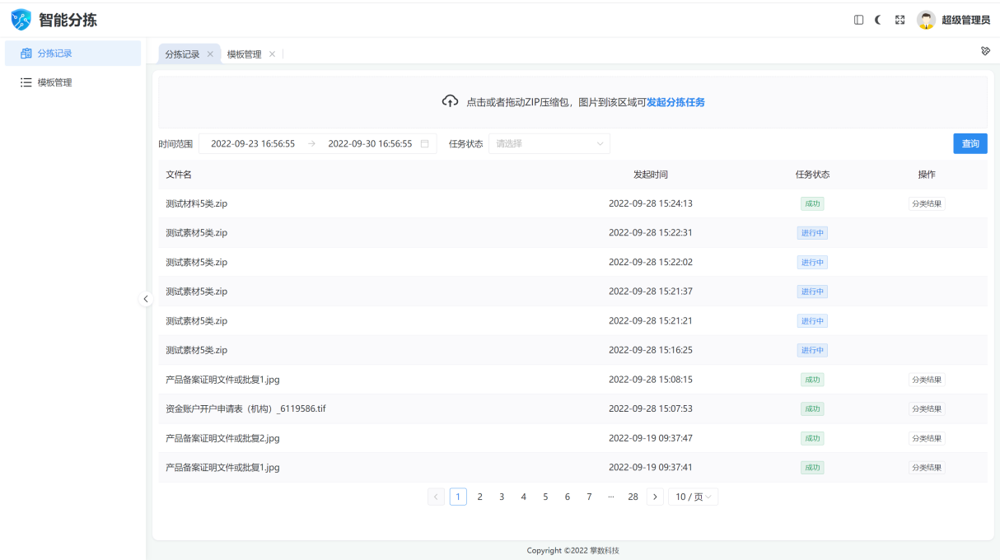 智能分拣
超级管理员
分拣记录
模板管理
分拣记录 × 模板管理 ×
点击或者拖动ZIP压缩包，图片到该区域可发起分拣任务
时间范围 2022-09-23 16:56:55 → 2022-09-30 16:56:55 任务状态 请选择 查询
文件名 发起时间 任务状态 操作
测试材料5类.zip 2022-09-28 15:24:13 成功 分类结果
测试素材5类.zip 2022-09-28 15:22:31 进行中
测试素材5类.zip 2022-09-28 15:22:02 进行中
测试素材5类.zip 2022-09-28 15:21:37 进行中
测试素材5类.zip 2022-09-28 15:21:21 进行中
测试素材5类.zip 2022-09-28 15:16:25 进行中
产品备案证明文件或批复1.jpg 2022-09-28 15:08:15 成功 分类结果
资金账户开户申请表（机构）_6119586.tif 2022-09-28 15:07:53 成功 分类结果
产品备案证明文件或批复2.jpg 2022-09-19 09:37:47 成功 分类结果
产品备案证明文件或批复1.jpg 2022-09-19 09:37:41 成功 分类结果
< 1 2 3 4 5 6 7 ··· 28 > 10 / 页
Copyright ©2022 掌数科技